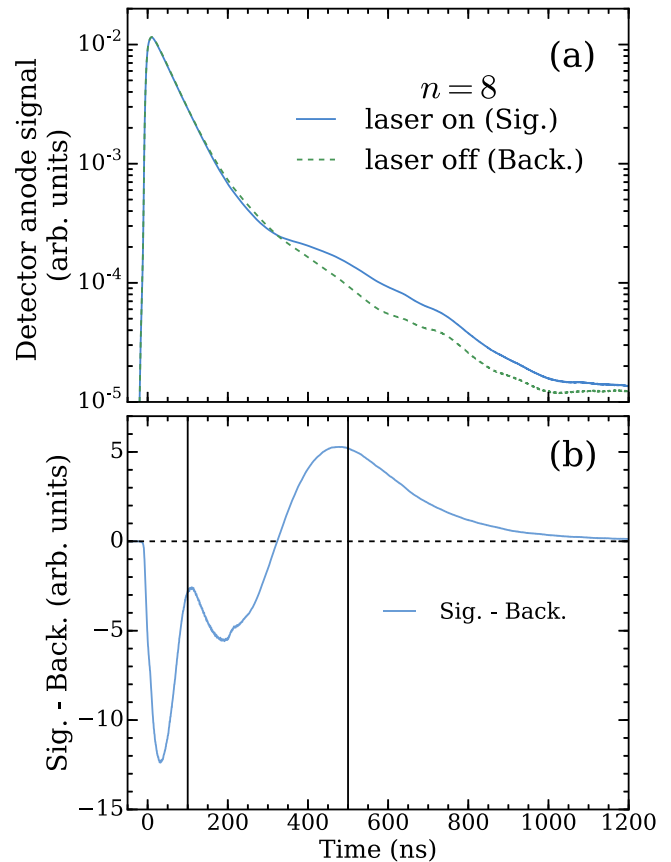 (a)
n = 8
laser on (Sig.)
laser off (Back.)
Detector anode signal
(arb. units)
10⁻²
10⁻³
10⁻⁴
10⁻⁵
(b)
Sig. - Back.
Sig. - Back. (arb. units)
5
0
−5
−10
−15
0 200 400 600 800 1000 1200
Time (ns)